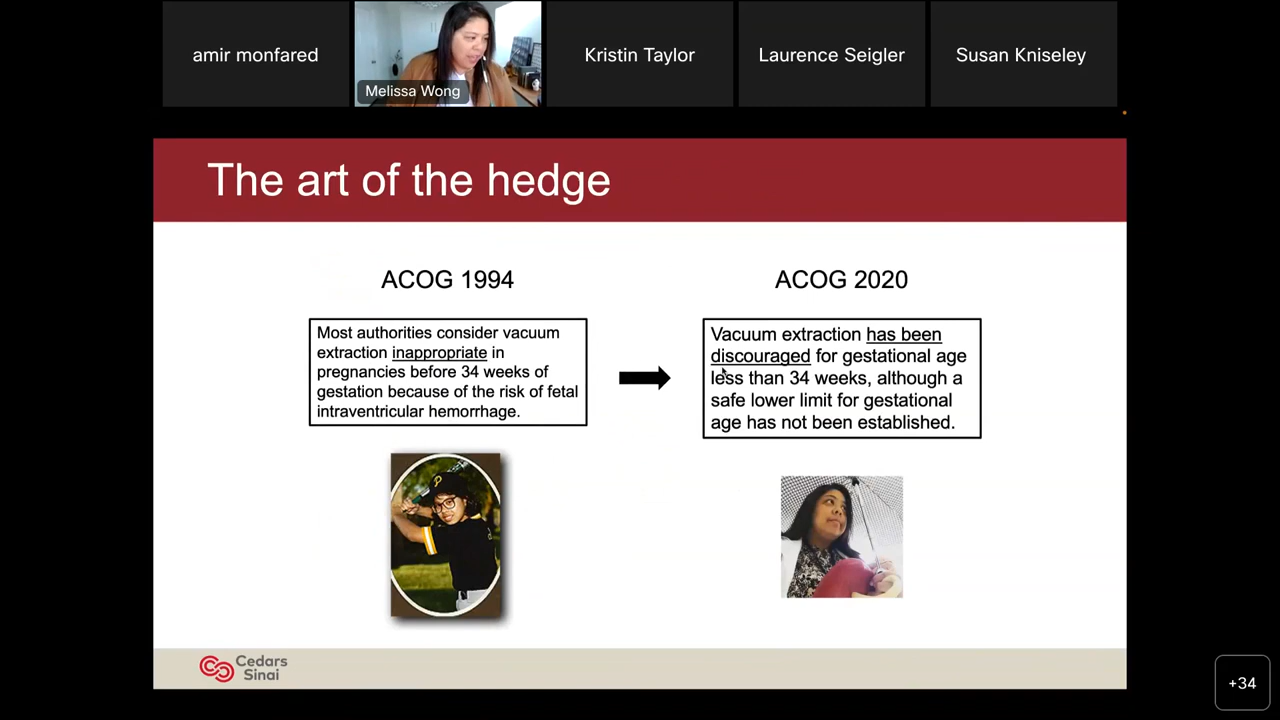 amir monfared
Melissa Wong
Kristin Taylor
Laurence Seigler
Susan Kniseley
The art of the hedge
ACOG 1994
Most authorities consider vacuum
extraction inappropriate in
pregnancies before 34 weeks of
gestation because of the risk of fetal
intraventricular hemorrhage.
ACOG 2020
Vacuum extraction has been
discouraged for gestational age
less than 34 weeks, although a
safe lower limit for gestational
age has not been established.
P
Cedars
Sinai
+34